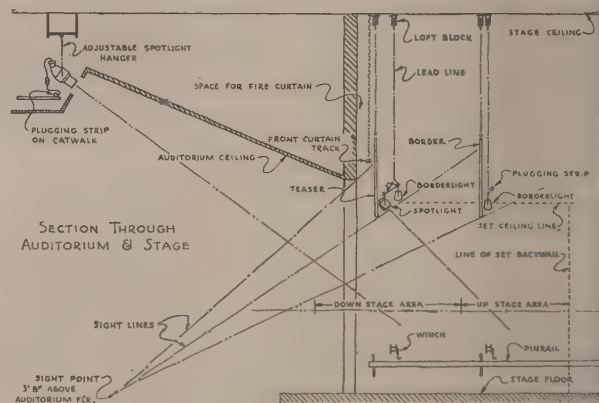 LOFT BLOCK
STAGE CEILING
ADJUSTABLE SPOTLIGHT
HANGER
LEAD LINE
SPACE FOR FIRE CURTAIN
PLUGGING STRIP
ON CATWALK
FRONT CURTAIN
TRACK
BORDER
AUDITORIUM CEILING
PLUGGING STRIP
TEASER
BORDERLIGHT
BORDERLIGHT
SPOTLIGHT
SET CEILING LINE
SECTION THROUGH
AUDITORIUM & STAGE
LINE OF SET BACKWALL
DOWN STAGE AREA
UP STAGE AREA
SIGHT LINES
WINCH
PINRAIL
SIGHT POINT
3'8" ABOVE
AUDITORIUM FLR.
STAGE FLOOR